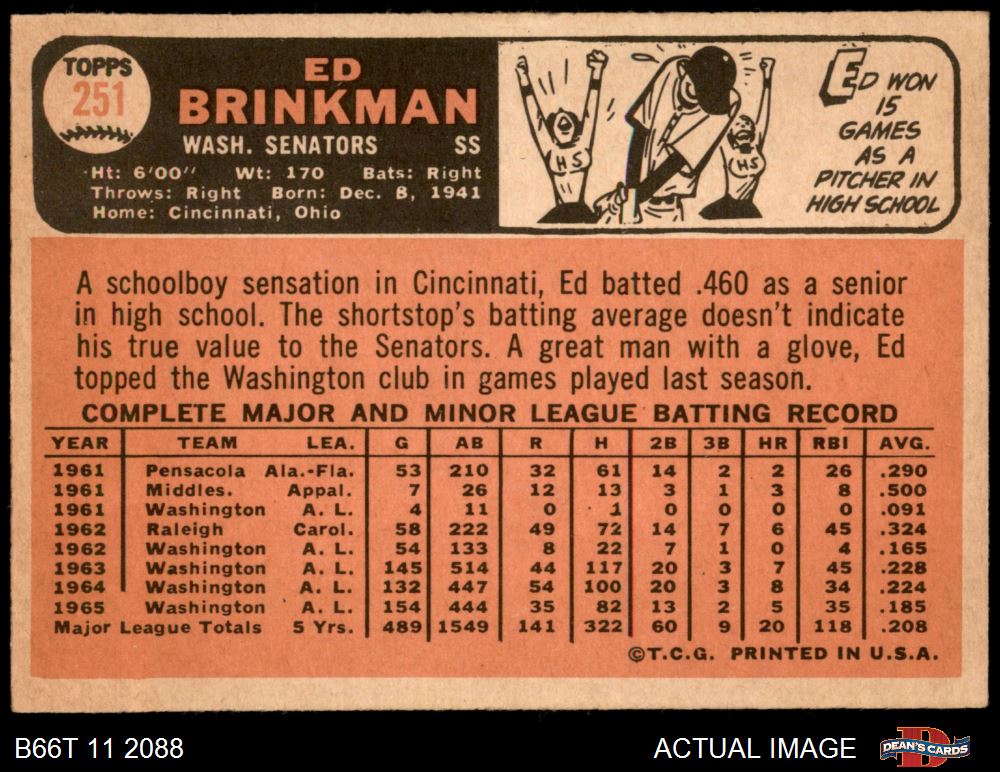 TOPPS
251
ED
BRINKMAN
WASH. SENATORS SS
Ht: 6'00" Wt: 170 Bats: Right
Throws: Right Born: Dec. 8, 1941
Home: Cincinnati, Ohio
HS
HS
ED WON
15
GAMES
AS A
PITCHER IN
HIGH SCHOOL
A schoolboy sensation in Cincinnati, Ed batted .460 as a senior
in high school. The shortstop's batting average doesn't indicate
his true value to the Senators. A great man with a glove, Ed
topped the Washington club in games played last season.
COMPLETE MAJOR AND MINOR LEAGUE BATTING RECORD
YEAR TEAM LEA. G AB R H 2B 3B HR RBI AVG.
1961 Pensacola Ala.-Fla. 53 210 32 61 14 2 2 26 .290
1961 Middles. Appal. 7 26 12 13 3 1 3 8 .500
1961 Washington A. L. 4 11 0 1 0 0 0 0 .091
1962 Raleigh Carol. 58 222 49 72 14 7 6 45 .324
1962 Washington A. L. 54 133 8 22 7 1 0 4 .165
1963 Washington A. L. 145 514 44 117 20 3 7 45 .228
1964 Washington A. L. 132 447 54 100 20 3 8 34 .224
1965 Washington A. L. 154 444 35 82 13 2 5 35 .185
Major League Totals 5 Yrs. 489 1549 141 322 60 9 20 118 .208
©T.C.G. PRINTED IN U.S.A.
B66T 11 2088 ACTUAL IMAGE
D
DEAN'S CARDS